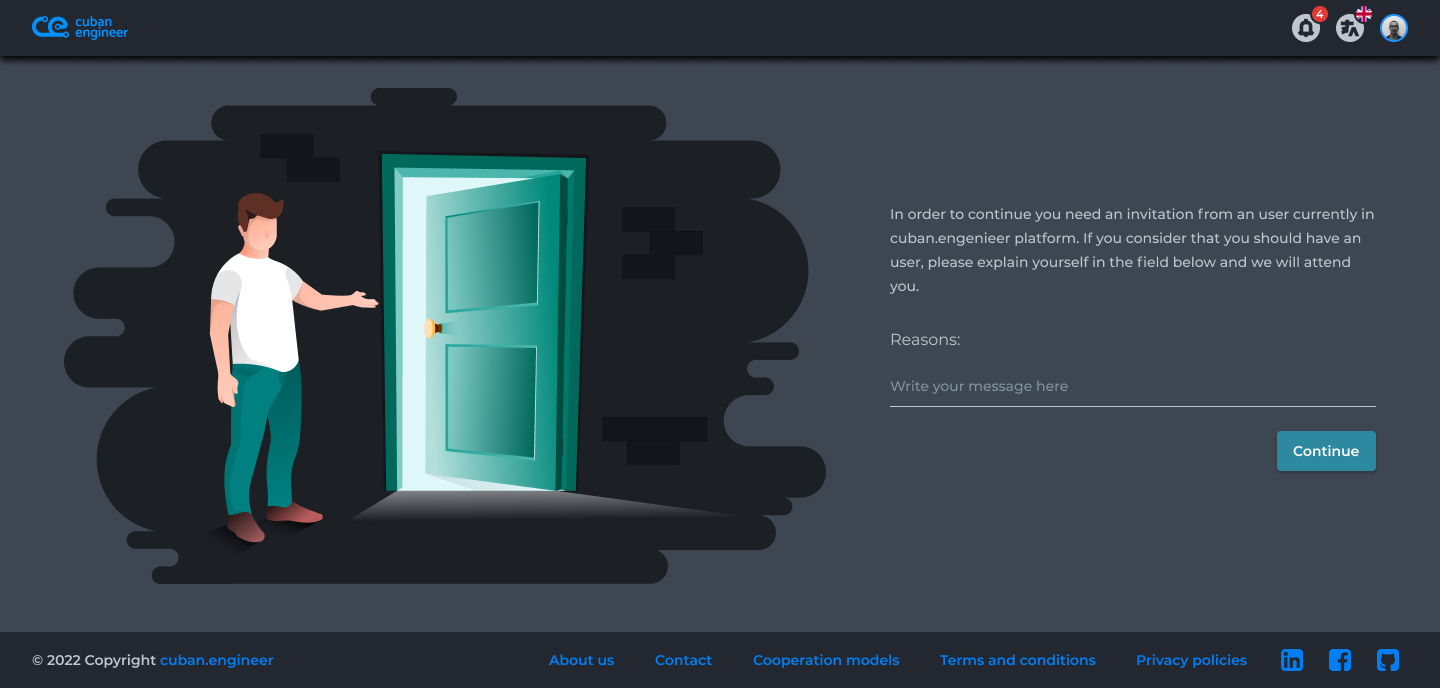 cuban
engineer
4
In order to continue you need an invitation from an user currently in
cuban.engenieer platform. If you consider that you should have an
user, please explain yourself in the field below and we will attend
you.
Reasons:
Write your message here
Continue
© 2022 Copyright cuban.engineer About us Contact Cooperation models Terms and conditions Privacy policies